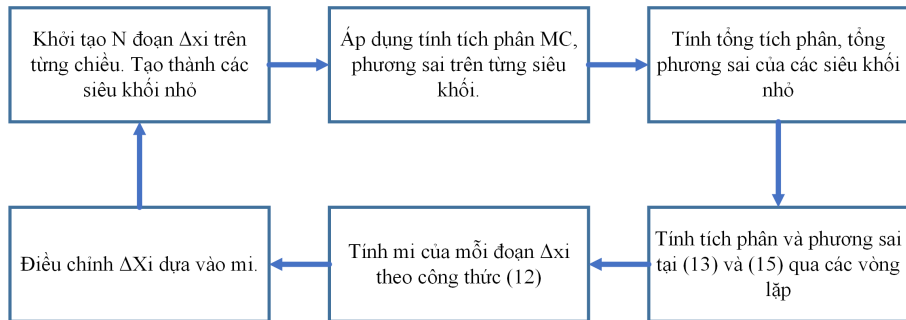 Khởi tạo N đoạn Δxi trên
từng chiều. Tạo thành các
siêu khối nhỏ
Áp dụng tính tích phân MC,
phương sai trên từng siêu
khối.
Tính tổng tích phân, tổng
phương sai của các siêu khối
nhỏ
Điều chỉnh ΔXi dựa vào mi.
Tính mi của mỗi đoạn Δxi
theo công thức (12)
Tính tích phân và phương sai
tại (13) và (15) qua các vòng
lặp